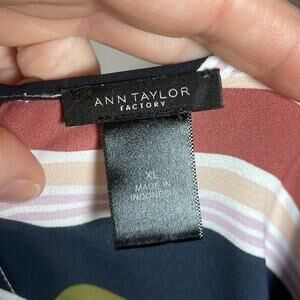 ANN TAYLOR
FACTORY
XL
MADE IN
INDONESIA